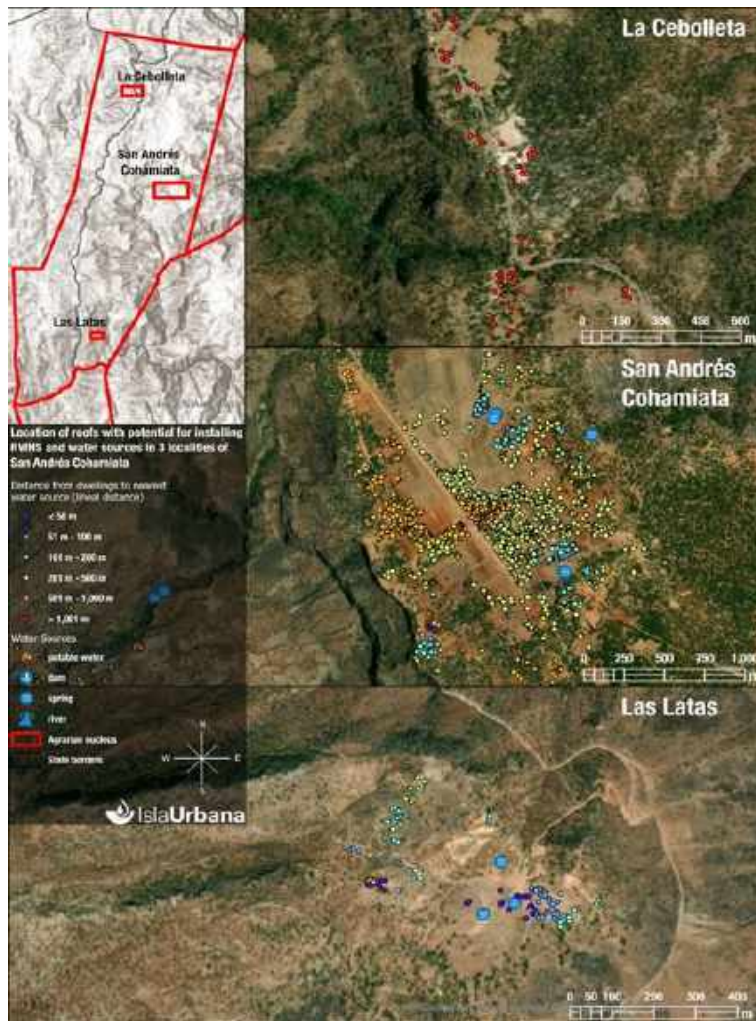 La Cebolleta
San Andrés
Cohamiata
Las Latas
Location of roofs with potential for installing
RWHS and water sources in 3 localities of
San Andrés Cohamiata
Distance from dwellings to nearest
water source (lineal distance)
< 50 m
51 m - 100 m
101 m - 200 m
201 m - 500 m
501 m - 1,000 m
> 1,001 m
Water Sources
potable water
dam
spring
river
Agrarian nucleus
State borders
N
W E
S
IslaUrbana
La Cebolleta
0 150 300 450 600
m
San Andrés
Cohamiata
0 250 500 750 1,000
m
Las Latas
0 50 100 200 300 400
m